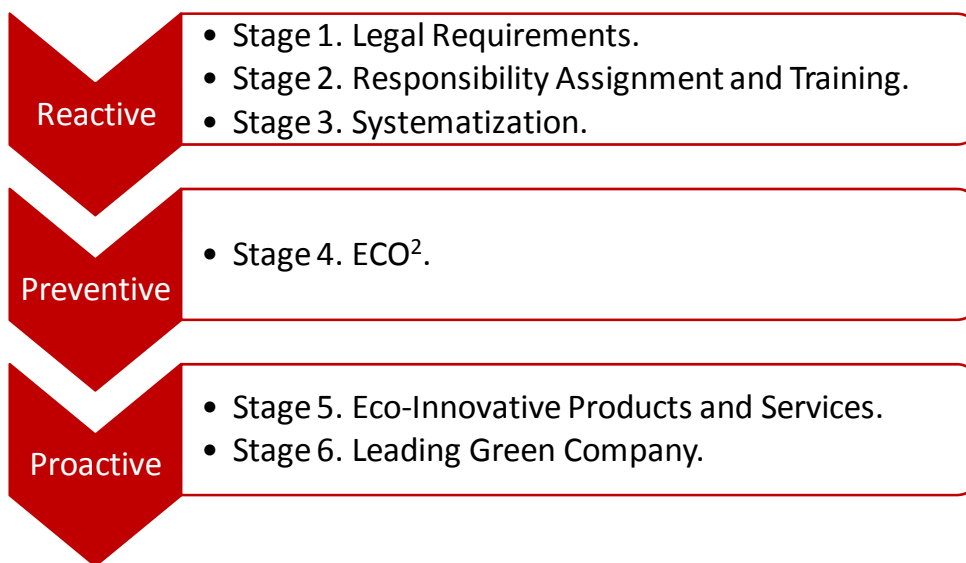 Reactive
• Stage 1. Legal Requirements.
• Stage 2. Responsibility Assignment and Training.
• Stage 3. Systematization.
Preventive
• Stage 4. ECO².
Proactive
• Stage 5. Eco-Innovative Products and Services.
• Stage 6. Leading Green Company.